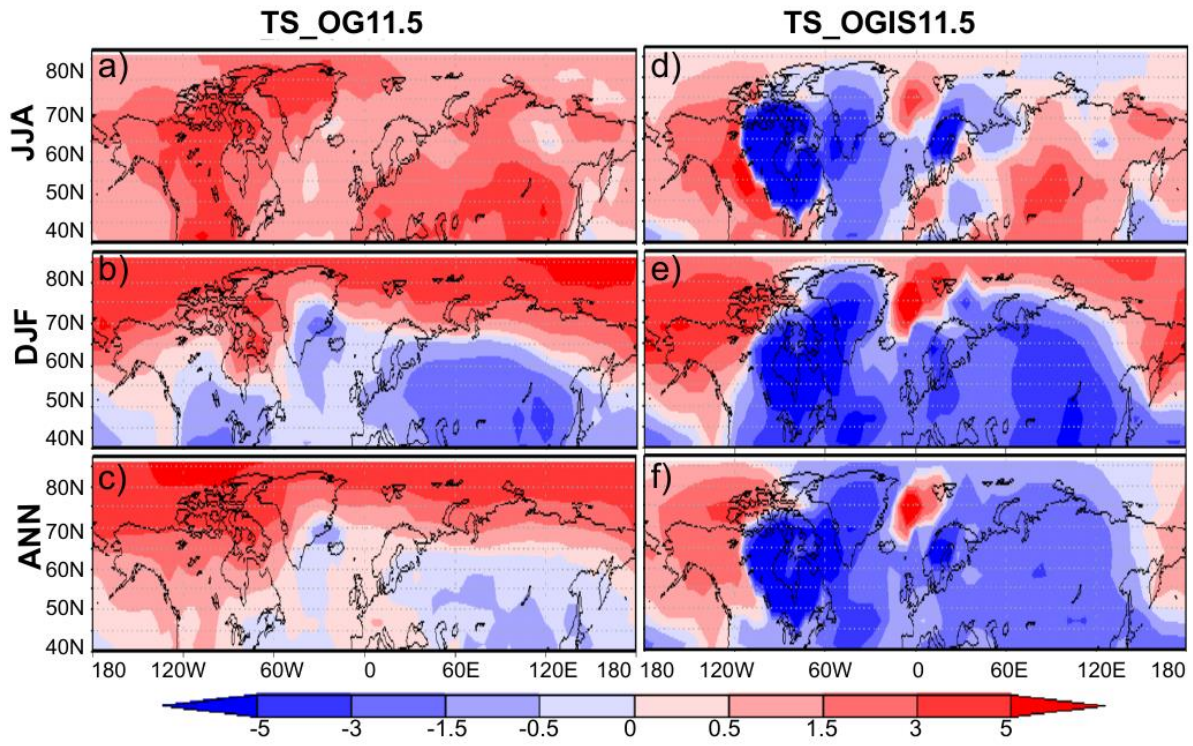 TS_OG11.5 TS_OGIS11.5
a) d)
JJA
80N
70N
60N
50N
40N
b) e)
DJF
80N
70N
60N
50N
40N
c) f)
ANN
80N
70N
60N
50N
40N
180 120W 60W 0 60E 120E 180 120W 60W 0 60E 120E 180
-5 -3 -1.5 -0.5 0 0.5 1.5 3 5